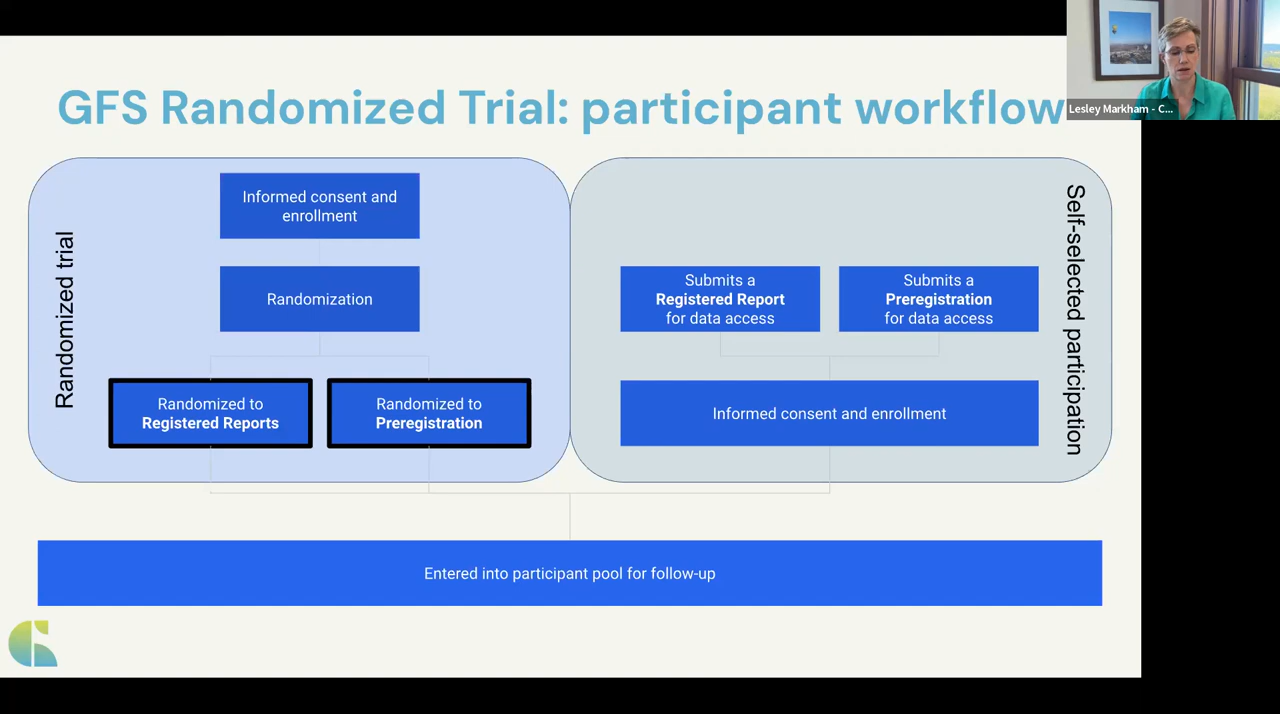 GFS Randomized Trial: participant workflow
Lesley Markham - C...
Randomized trial
Informed consent and
enrollment
Randomization
Randomized to
Registered Reports
Randomized to
Preregistration
Submits a
Registered Report
for data access
Submits a
Preregistration
for data access
Informed consent and enrollment
Self-selected participation
Entered into participant pool for follow-up